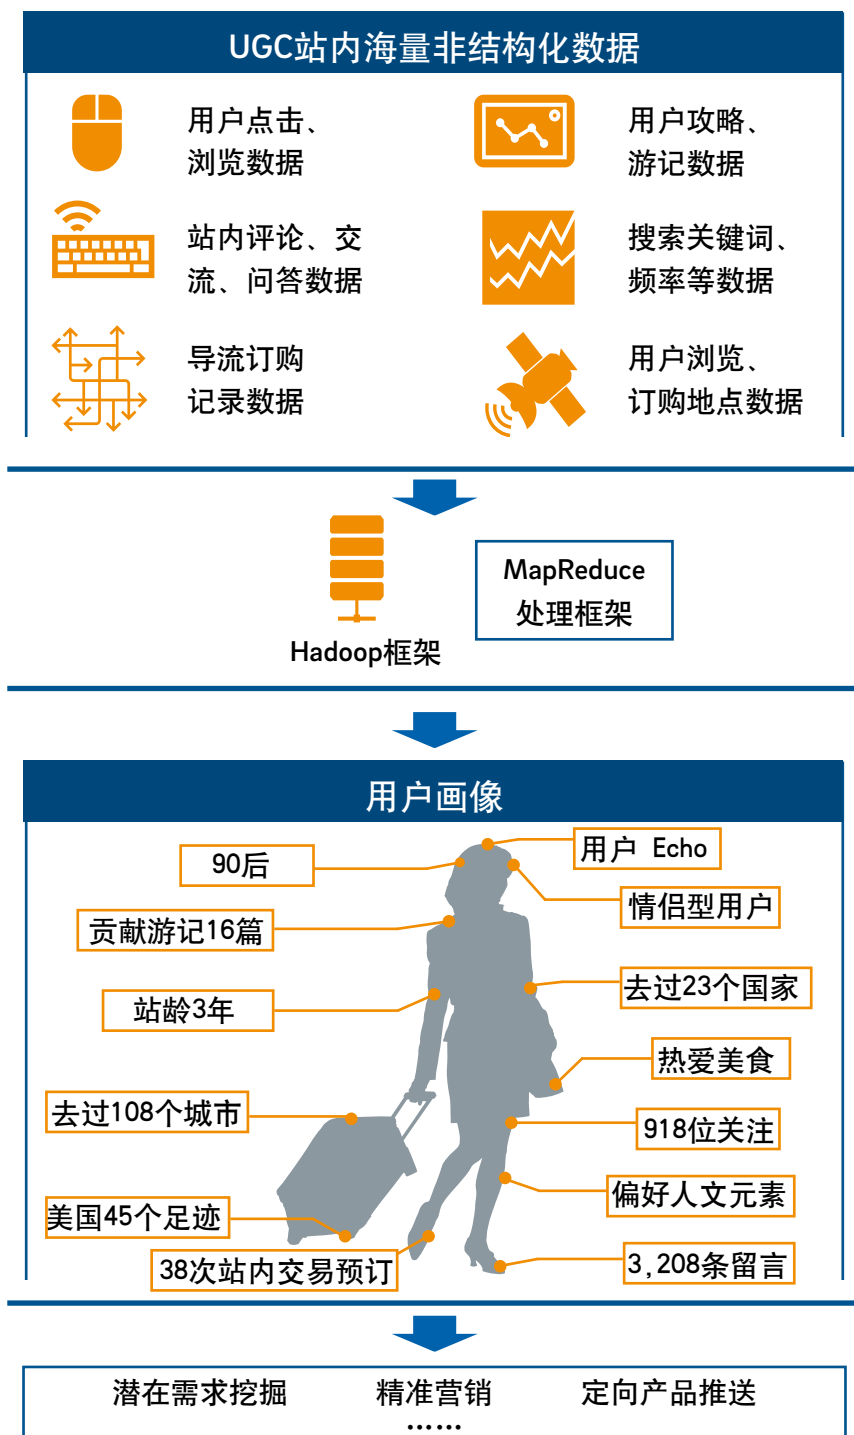 UGC站内海量非结构化数据
用户点击、
浏览数据
用户攻略、
游记数据
站内评论、交
流、问答数据
搜索关键词、
频率等数据
导流订购
记录数据
用户浏览、
订购地点数据
MapReduce
处理框架
Hadoop框架
用户画像
用户 Echo
90后
情侣型用户
贡献游记16篇
去过23个国家
站龄3年
热爱美食
去过108个城市
918位关注
偏好人文元素
美国45个足迹
3,208条留言
38次站内交易预订
潜在需求挖掘 精准营销 定向产品推送
……